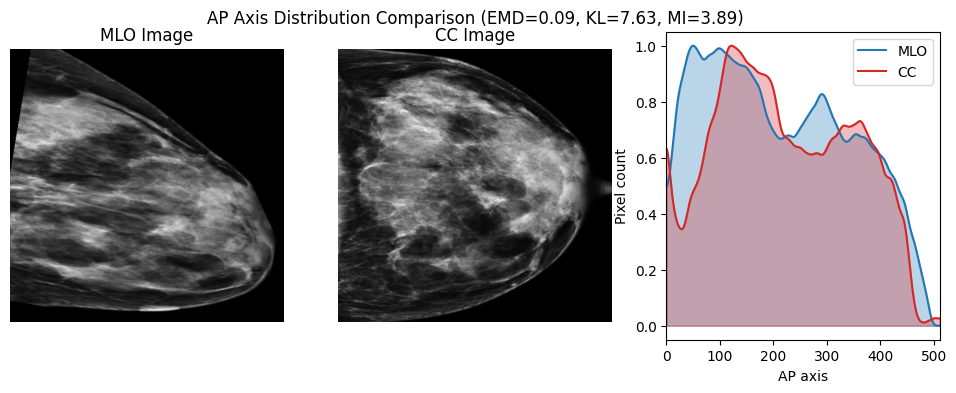 AP Axis Distribution Comparison (EMD=0.09, KL=7.63, MI=3.89)
MLO Image
CC Image
MLO
CC
Pixel count
1.0
0.8
0.6
0.4
0.2
0.0
0 100 200 300 400 500
AP axis